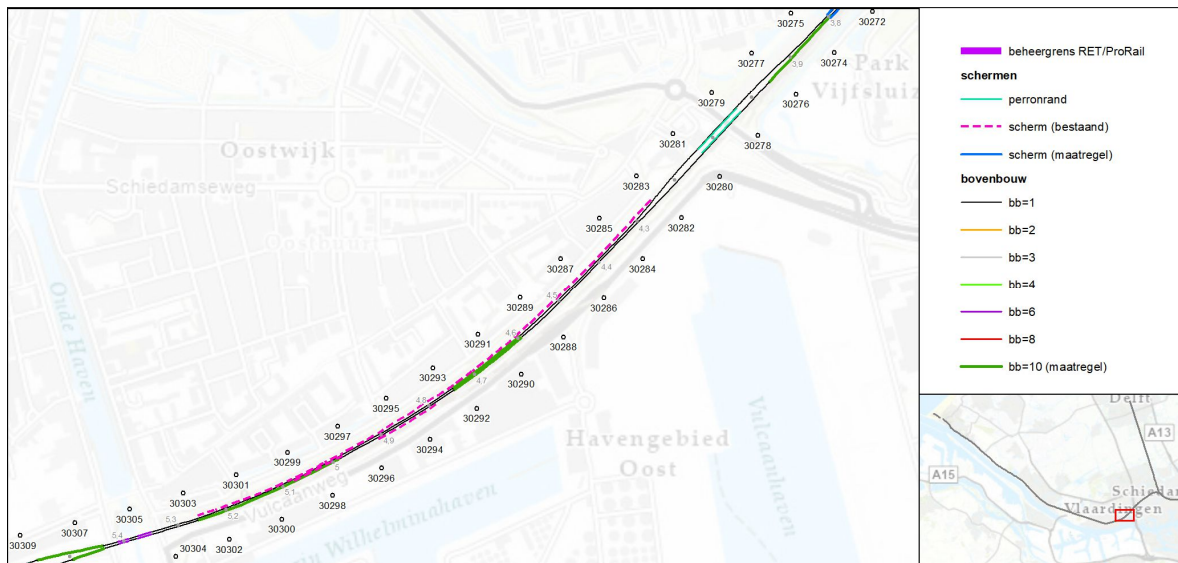 30275
3.8
30272
30277
3.9
30274
Park
Vijfsluiz
30279
30276
30281
30278
Oostwijk
Schiedamseweg
30283
30280
30285
4.3
30282
30287
4.4
30284
30289
4.5
30286
Oude Haven
4.6
30291
30288
30293
4.7
30290
30295
4.8
30292
Vulcaanhaven
30297
4.9
30294
Havengebied
Oost
30299
5
30296
30301
5.1
30298
Vulcaanweg
30303
5.2
30300
Wilhelminahaven
30305
5.3
30302
30307
5.4
30304
30309
beheergrens RET/ProRail
schermen
perronrand
scherm (bestaand)
scherm (maatregel)
bovenbouw
bb=1
bb=2
bb=3
bb=4
bb=6
bb=8
bb=10 (maatregel)
Delft
A13
A15
Schiedan
Vlaardingen